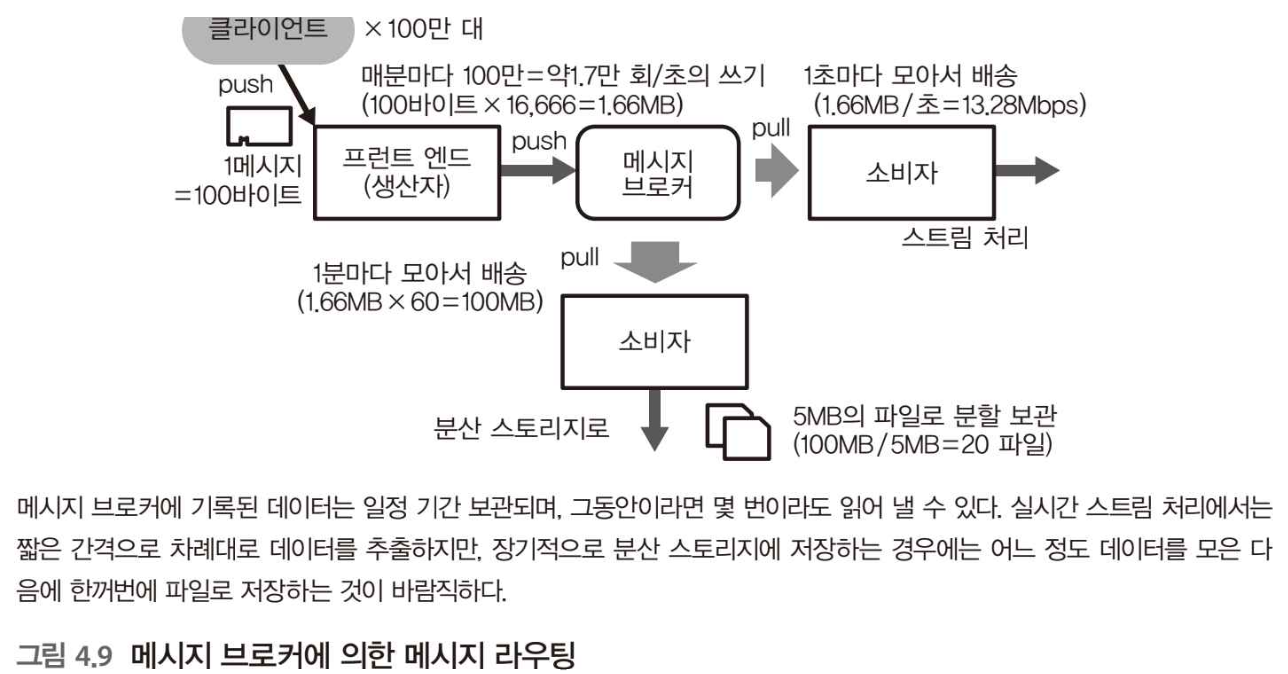 클라이언트
×100만 대
push
매분마다 100만=약1.7만 회/초의 쓰기
(100바이트×16,666=1.66MB)
1초마다 모아서 배송
(1.66MB/초=13.28Mbps)
1메시지
=100바이트
프런트 엔드
(생산자)
push
메시지
브로커
pull
소비자
스트림 처리
1분마다 모아서 배송
(1.66MB×60=100MB)
pull
소비자
분산 스토리지로
5MB의 파일로 분할 보관
(100MB/5MB=20 파일)
메시지 브로커에 기록된 데이터는 일정 기간 보관되며, 그동안이라면 몇 번이라도 읽어 낼 수 있다. 실시간 스트림 처리에서는
짧은 간격으로 차례대로 데이터를 추출하지만, 장기적으로 분산 스토리지에 저장하는 경우에는 어느 정도 데이터를 모은 다
음에 한꺼번에 파일로 저장하는 것이 바람직하다.
그림 4.9 메시지 브로커에 의한 메시지 라우팅